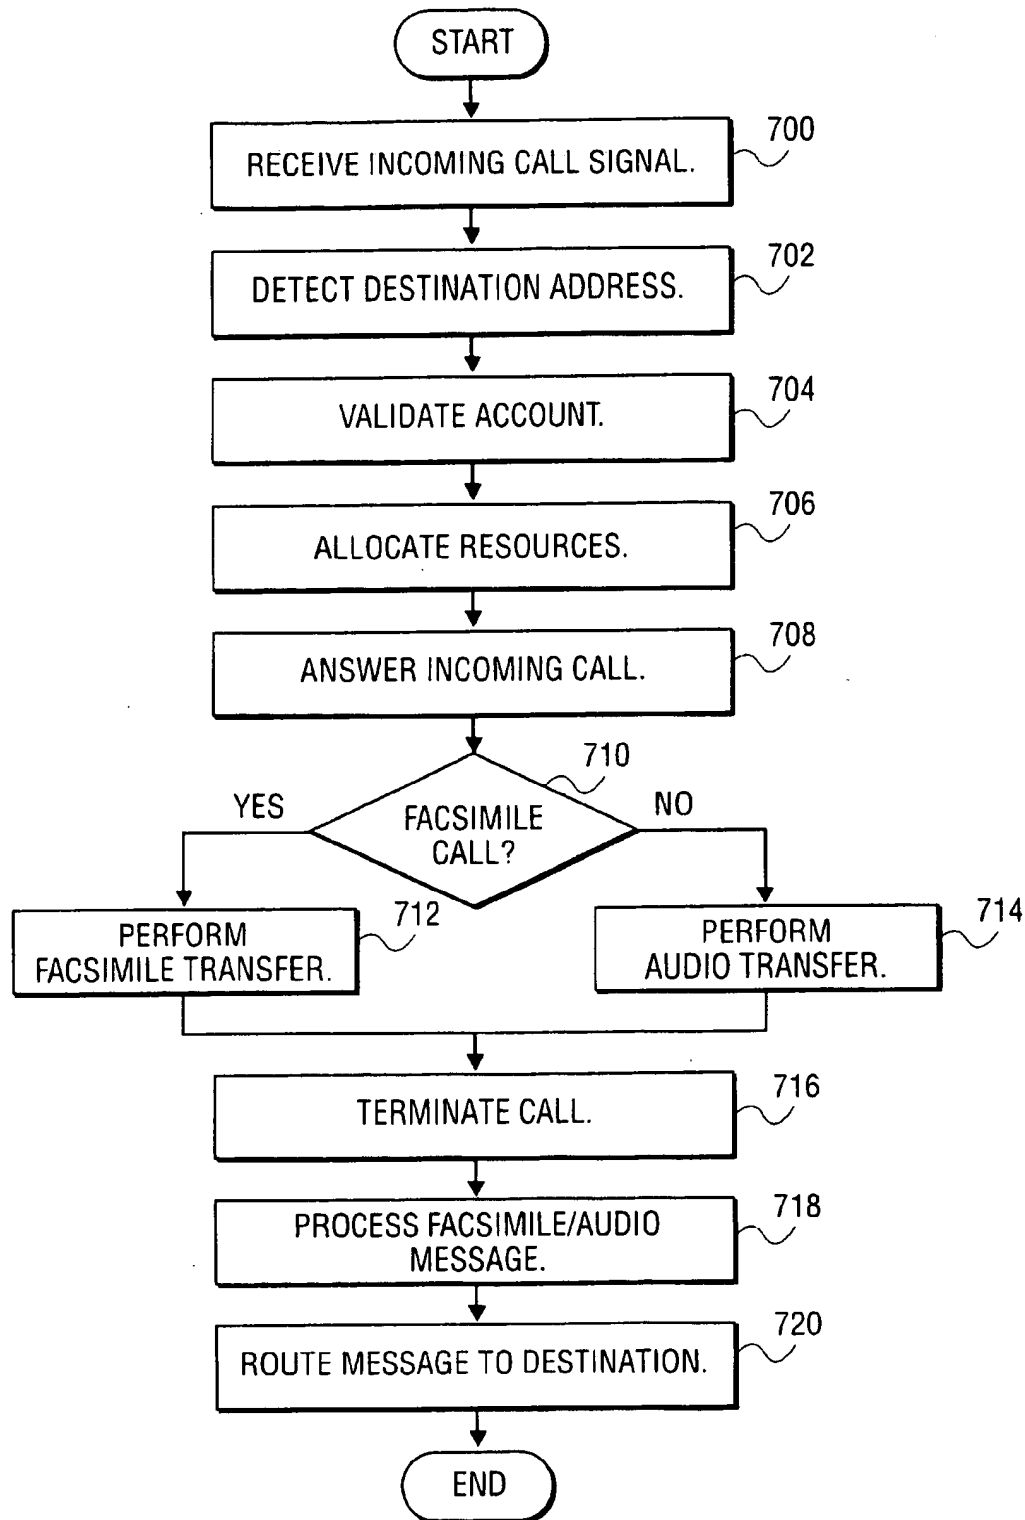 START
700
RECEIVE INCOMING CALL SIGNAL.
702
DETECT DESTINATION ADDRESS.
704
VALIDATE ACCOUNT.
706
ALLOCATE RESOURCES.
708
ANSWER INCOMING CALL.
710
YES
FACSIMILE
CALL?
NO
712
PERFORM
FACSIMILE TRANSFER.
714
PERFORM
AUDIO TRANSFER.
716
TERMINATE CALL.
718
PROCESS FACSIMILE/AUDIO
MESSAGE.
720
ROUTE MESSAGE TO DESTINATION.
END